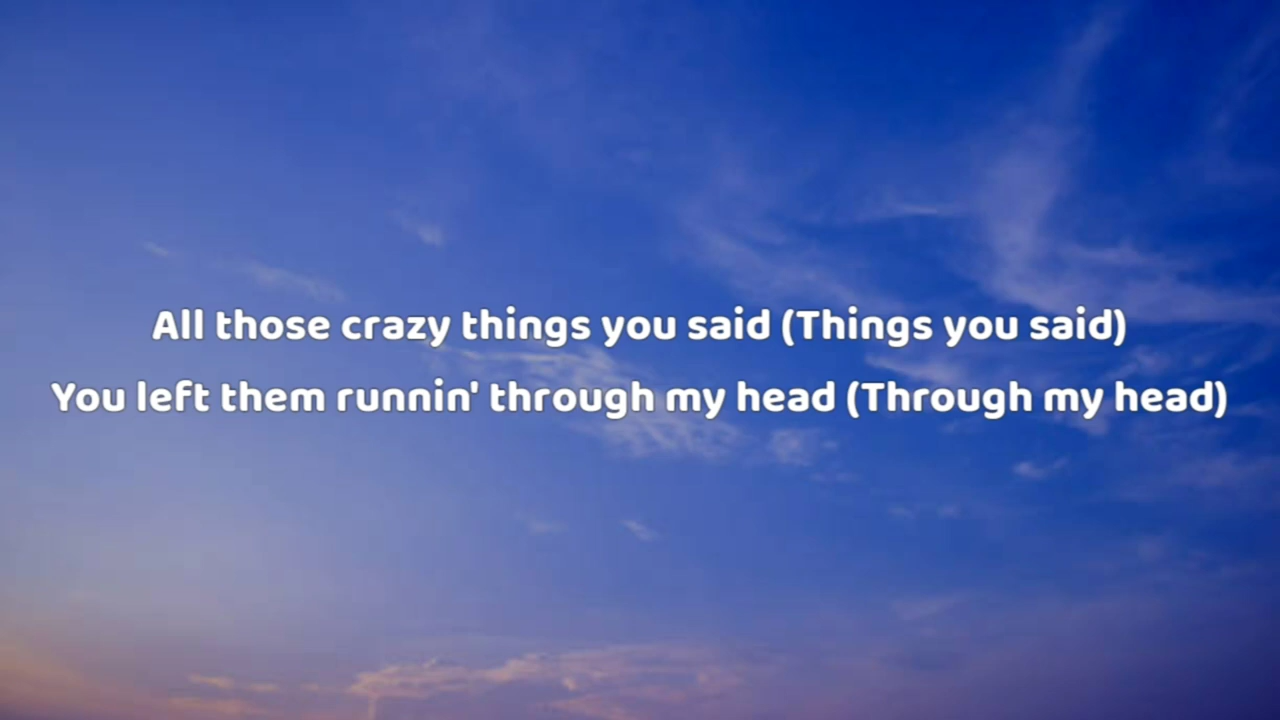 All those crazy things you said (Things you said)
You left them runnin' through my head (Through my head)